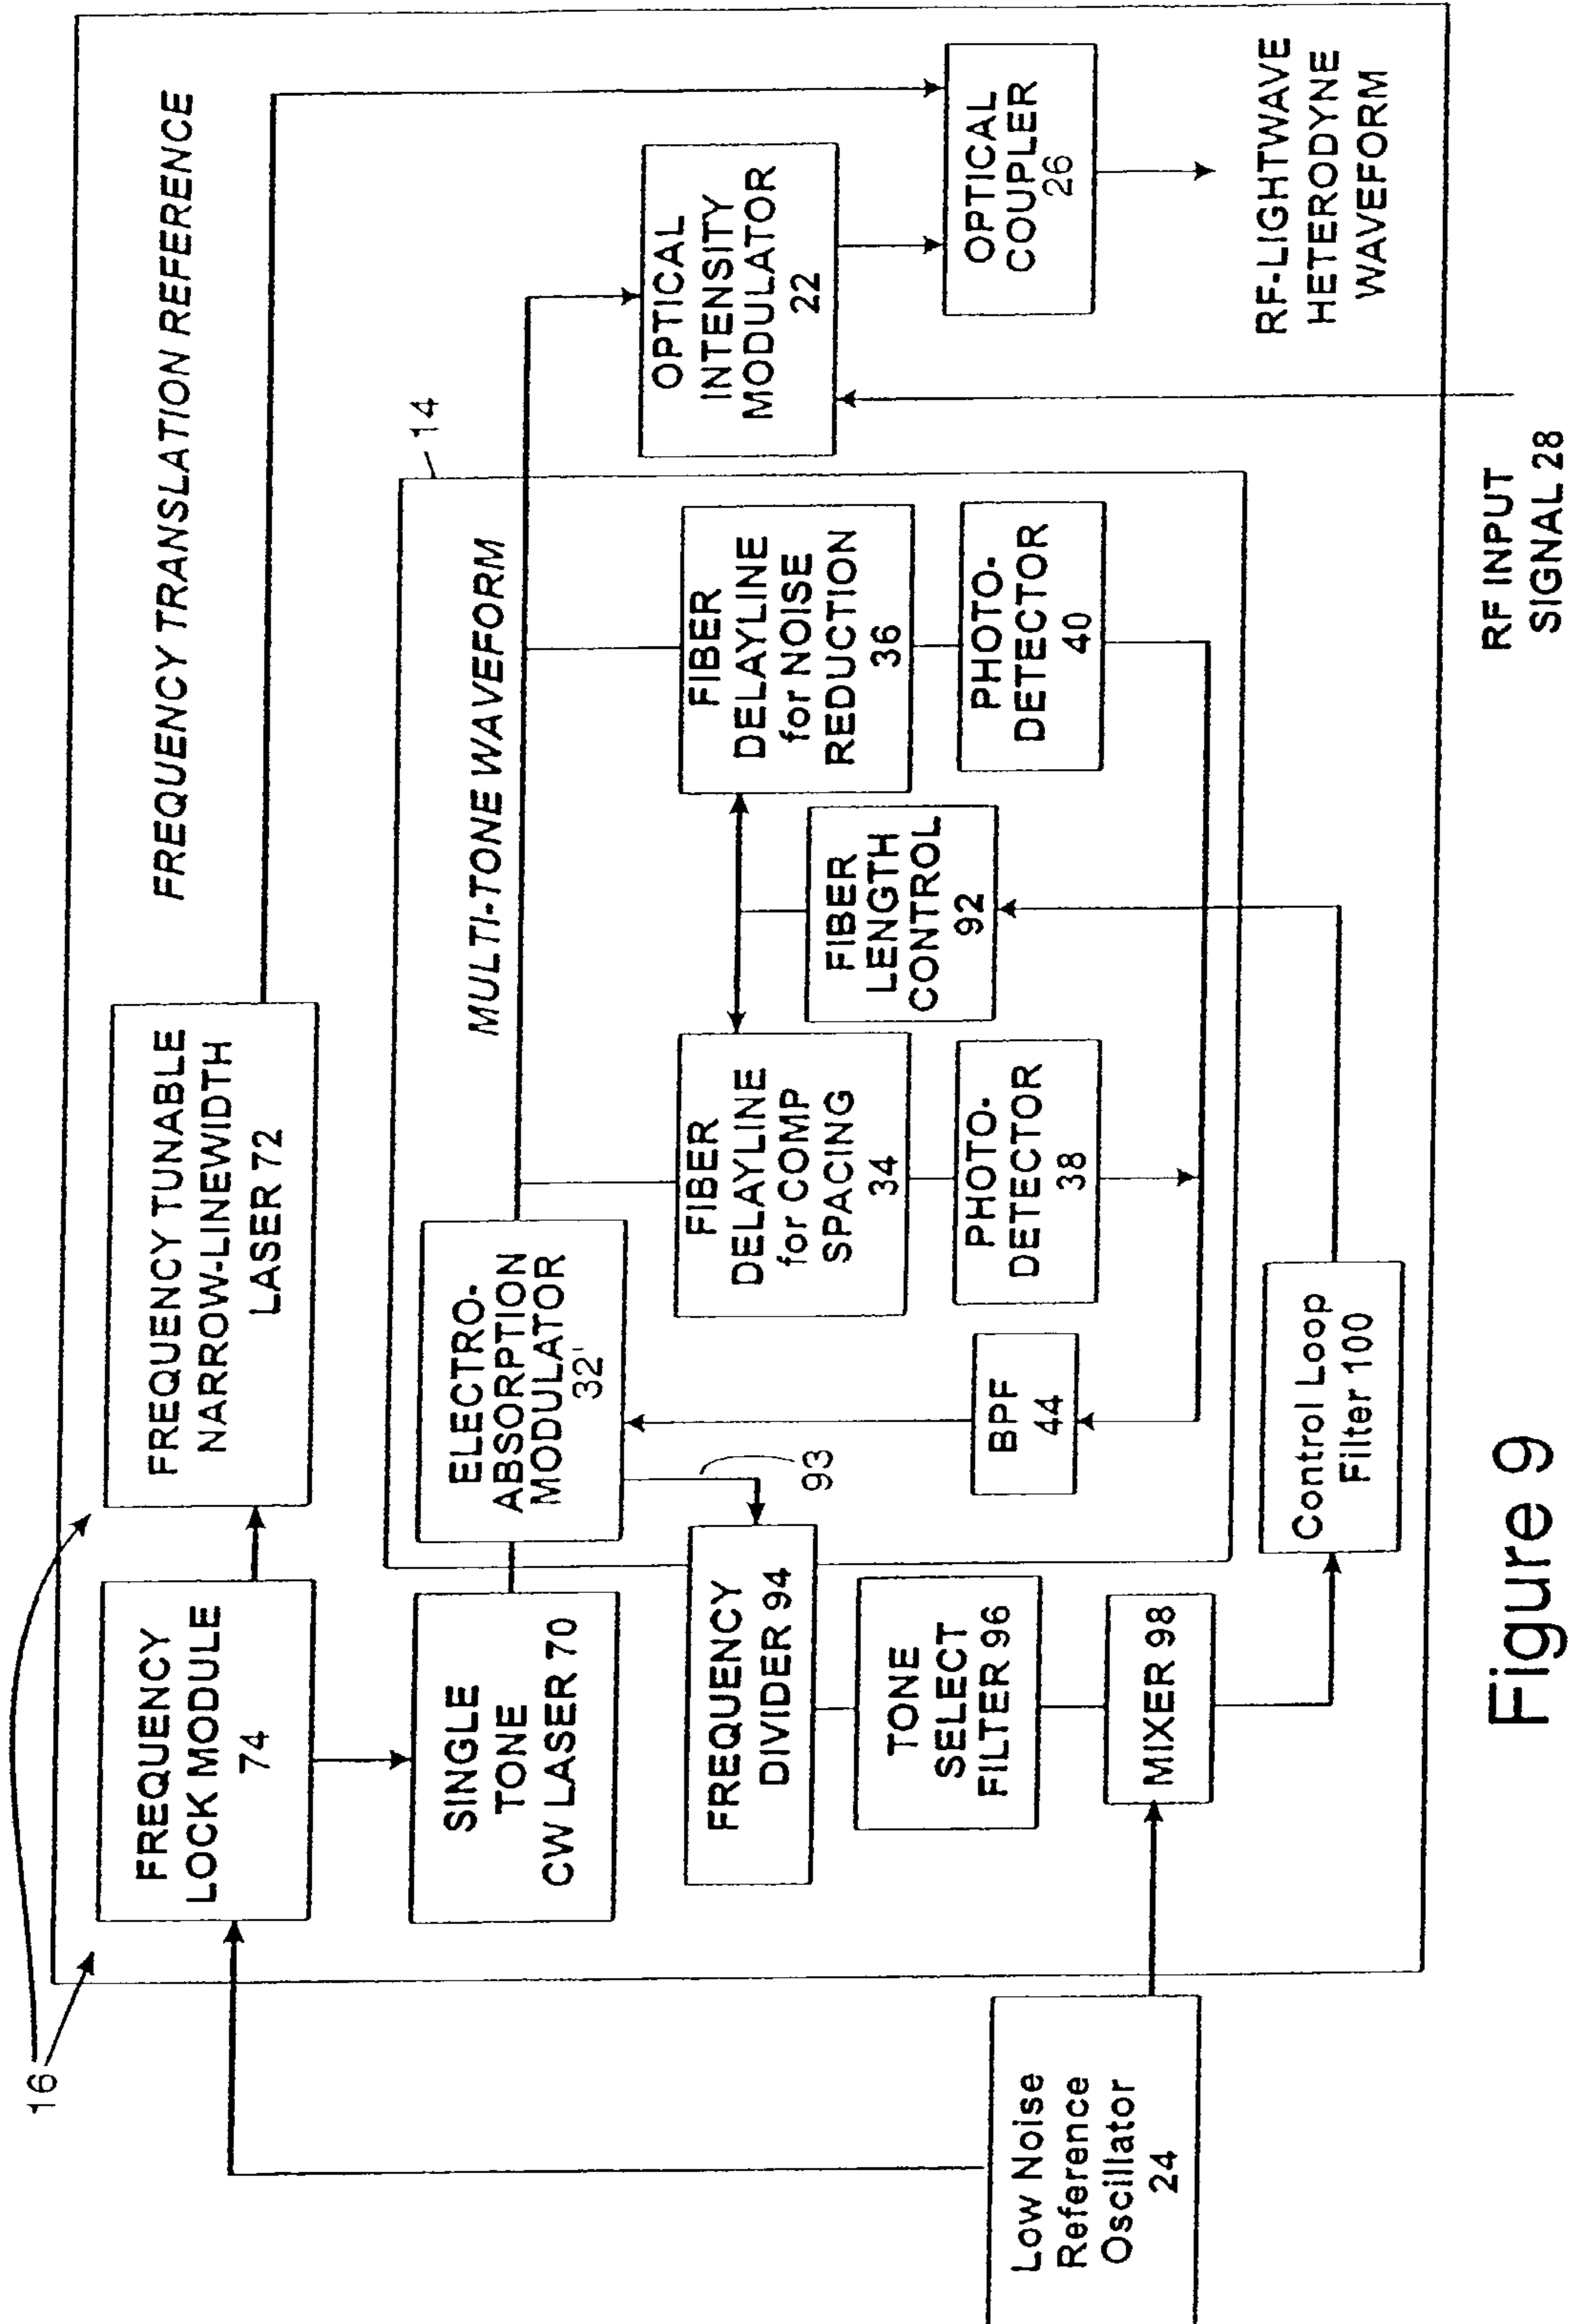 16
FREQUENCY
LOCK MODULE
74
FREQUENCY TUNABLE
NARROW-LINEWIDTH
LASER 72
FREQUENCY TRANSLATION REFERENCE
SINGLE
TONE
CW LASER 70
ELECTRO-
ABSORPTION
MODULATOR
32'
MULTI-TONE WAVEFORM
14
OPTICAL
INTENSITY
MODULATOR
22
OPTICAL
COUPLER
26
FREQUENCY
DIVIDER 94
93
FIBER
DELAYLINE
for COMP
SPACING
34
FIBER
LENGTH
CONTROL
92
FIBER
DELAYLINE
for NOISE
REDUCTION
36
TONE
SELECT
FILTER 96
BPF
44
PHOTO-
DETECTOR
38
PHOTO-
DETECTOR
40
MIXER 98
Low Noise
Reference
Oscillator
24
Control Loop
Filter 100
RF-LIGHTWAVE
HETERODYNE
WAVEFORM
RF INPUT
SIGNAL 28
Figure 9